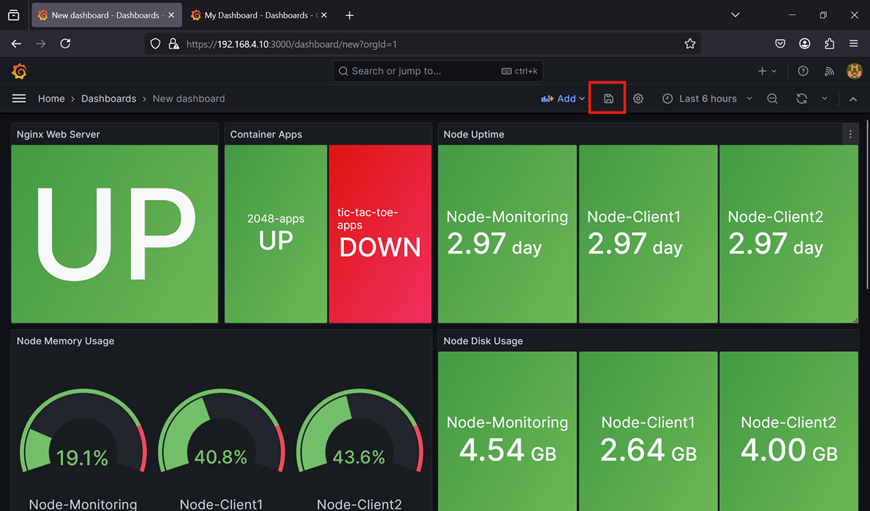 New dashboard - Dashboards -
My Dashboard - Dashboards -
https://192.168.4.10:3000/dashboard/new?orgId=1
Search or jump to...
ctrl+k
Home > Dashboards > New dashboard
Add
Last 6 hours
Nginx Web Server
Container Apps
Node Uptime
UP
2048-apps
UP
tic-tac-toe-
apps
DOWN
Node-Monitoring
2.97 day
Node-Client1
2.97 day
Node-Client2
2.97 day
Node Memory Usage
Node Disk Usage
19.1%
40.8%
43.6%
Node-Monitoring
Node-Client1
Node-Client2
Node-Monitoring
4.54 GB
Node-Client1
2.64 GB
Node-Client2
4.00 GB